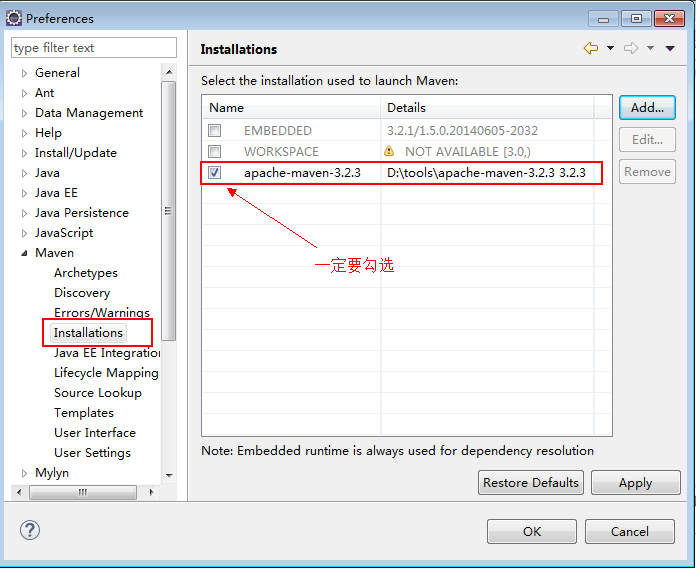 Preferences
type filter text
General
Ant
Data Management
Help
Install/Update
Java
Java EE
Java Persistence
JavaScript
Maven
Archetypes
Discovery
Errors/Warnings
Installations
Java EE Integration
Lifecycle Mapping
Source Lookup
Templates
User Interface
User Settings
Mylyn
Installations
Select the installation used to launch Maven:
Name Details
EMBEDDED 3.2.1/1.5.0.20140605-2032
WORKSPACE NOT AVAILABLE [3.0,)
apache-maven-3.2.3 D:\tools\apache-maven-3.2.3 3.2.3
一定要勾选
Add...
Edit...
Remove
Note: Embedded runtime is always used for dependency resolution
Restore Defaults Apply
OK Cancel